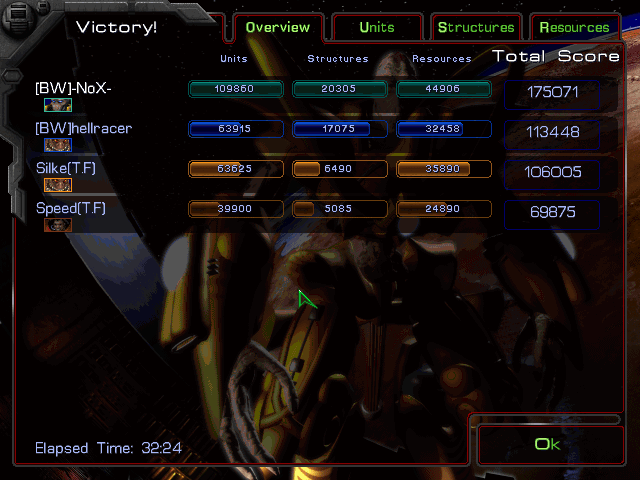 Victory! Overview Units Structures Resources
Units Structures Resources Total Score
[BW]-NoX- 109860 20305 44906 175071
[BW]hellracer 63915 17075 32458 113448
Silke(T.F) 63625 6490 35890 106005
Speed(T.F) 39900 5085 24890 69875
Elapsed Time: 32:24
Ok